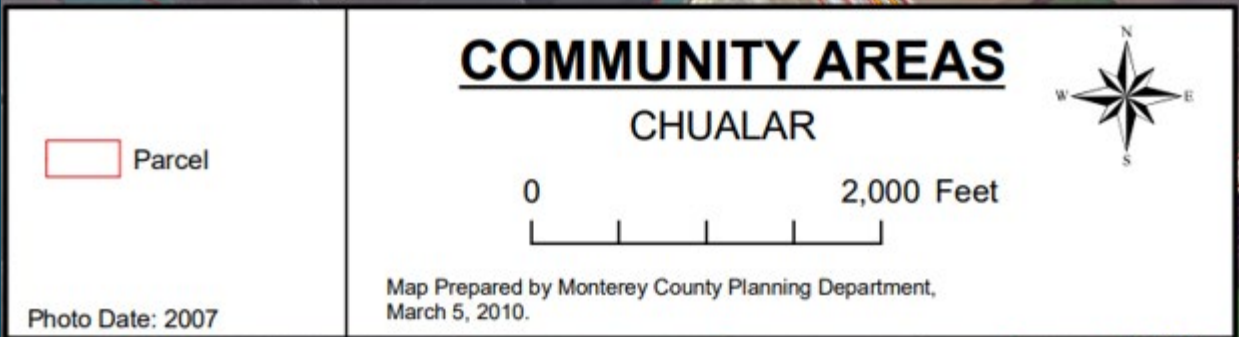 COMMUNITY AREAS
CHUALAR
N
W
E
S
Parcel
0
2,000 Feet
Map Prepared by Monterey County Planning Department,
March 5, 2010.
Photo Date: 2007